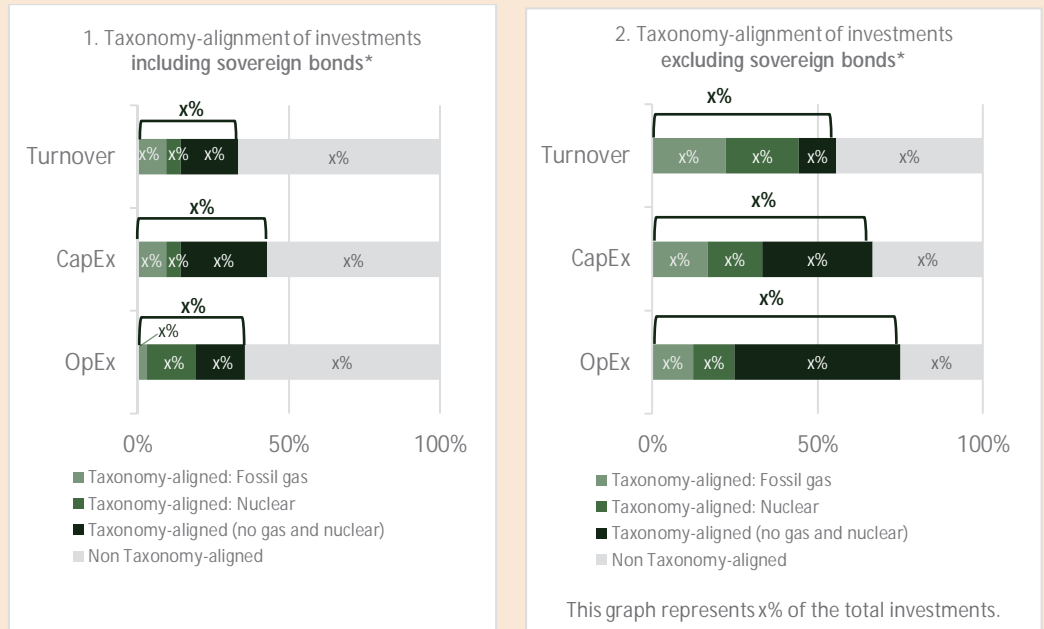 1. Taxonomy-alignment of investments
including sovereign bonds*
x%
Turnover
x% x% x% x%
x%
CapEx
x% x% x% x%
x%
x%
OpEx
x% x% x%
0% 50% 100%
Taxonomy-aligned: Fossil gas
Taxonomy-aligned: Nuclear
Taxonomy-aligned (no gas and nuclear)
Non Taxonomy-aligned
2. Taxonomy-alignment of investments
excluding sovereign bonds*
x%
Turnover
x% x% x% x%
x%
CapEx
x% x% x% x%
x%
OpEx
x% x% x% x%
0% 50% 100%
Taxonomy-aligned: Fossil gas
Taxonomy-aligned: Nuclear
Taxonomy-aligned (no gas and nuclear)
Non Taxonomy-aligned
This graph represents x% of the total investments.